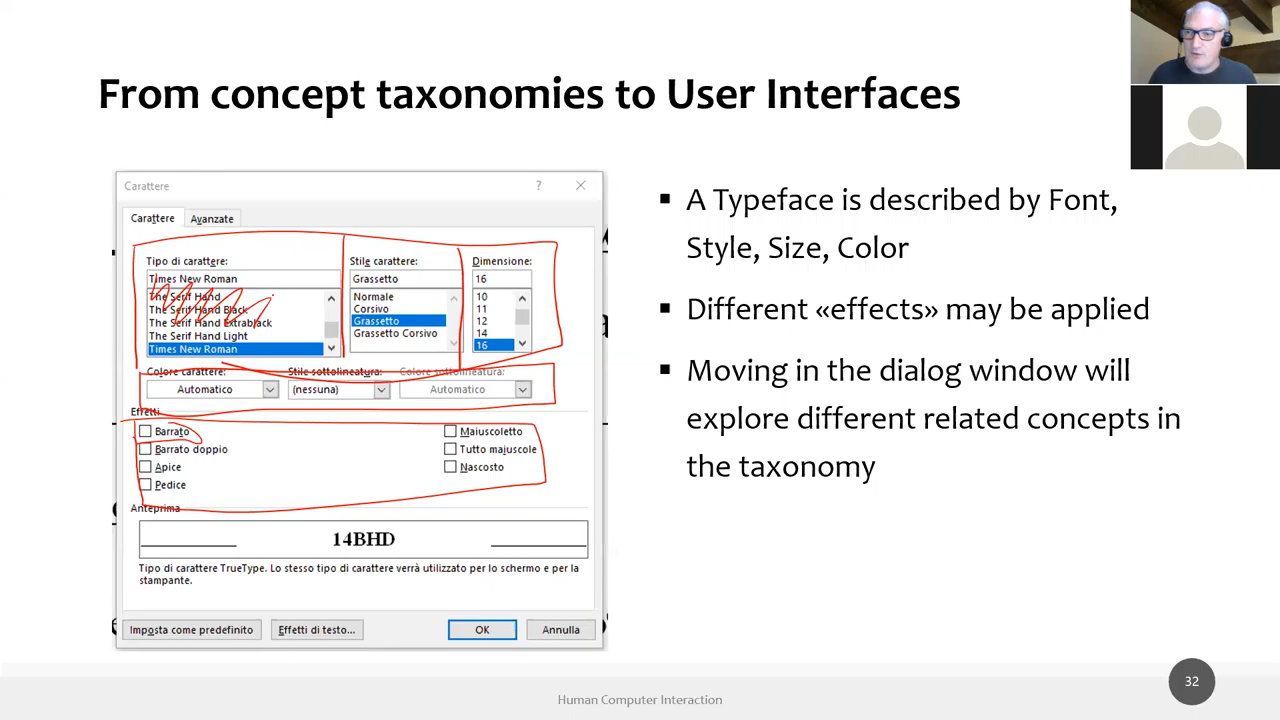 From concept taxonomies to User Interfaces
Carattere
Carattere Avanzate
Tipo di carattere: Stile carattere: Dimensione:
Times New Roman Grassetto 16
The Serif Hand Normale 10
The Serif Hand Black Corsivo 11
The Serif Hand Extrablack Grassetto 12
The Serif Hand Light Grassetto Corsivo 14
Times New Roman 16
Colore carattere: Stile sottolineatura: Colore sottolineatura:
Automatico (nessuna) Automatico
Effetti
Barrato Maiuscoletto
Barrato doppio Tutto maiuscole
Apice Nascosto
Pedice
Anteprima
14BHD
Tipo di carattere TrueType. Lo stesso tipo di carattere verrà utilizzato per lo schermo e per la
stampante.
Imposta come predefinito Effetti di testo... OK Annulla
▪ A Typeface is described by Font,
Style, Size, Color
▪ Different «effects» may be applied
▪ Moving in the dialog window will
explore different related concepts in
the taxonomy
Human Computer Interaction
32